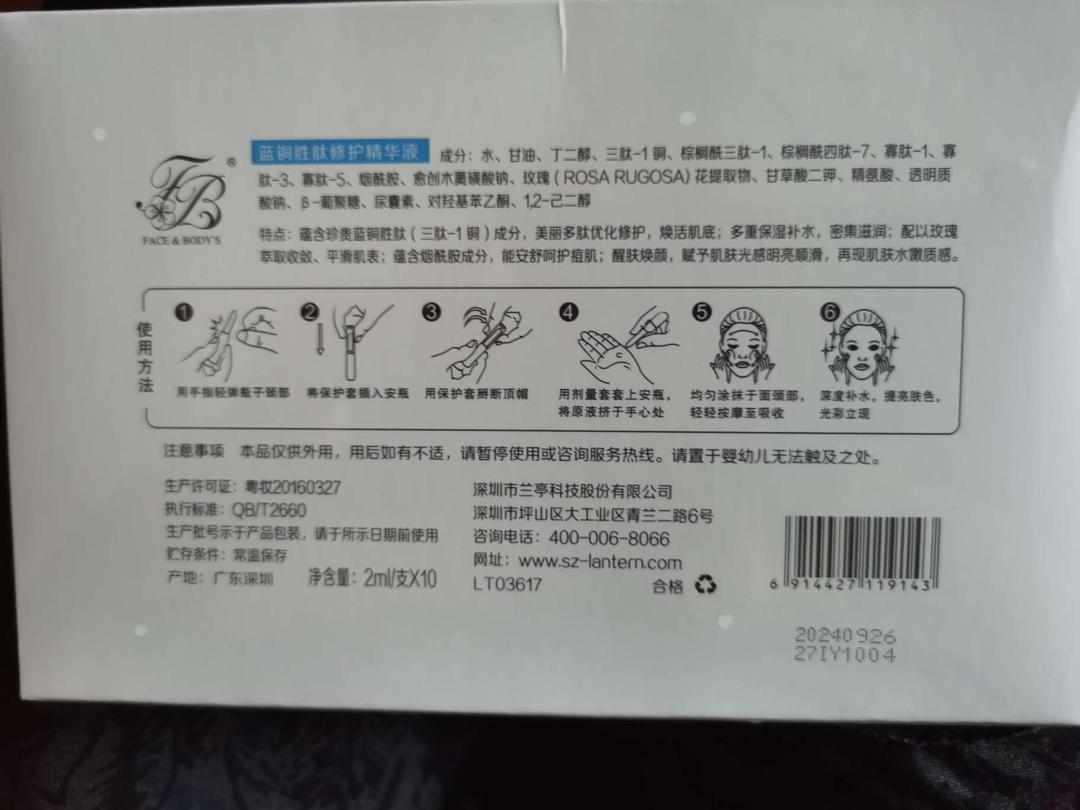 FB®
FACE & BODY'S
蓝铜胜肽修护精华液 成分：水、甘油、丁二醇、三肽-1 铜、棕榈酰三肽-1、棕榈酰四肽-7、寡肽-1、寡
肽-3、寡肽-5、烟酰胺、愈创木薁磺酸钠、玫瑰（ROSA RUGOSA）花提取物、甘草酸二钾、精氨酸、透明质
酸钠、β-葡聚糖、尿囊素、对羟基苯乙酮、1,2-己二醇
特点：蕴含珍贵蓝铜胜肽（三肽-1 铜）成分，美丽多肽优化修护，焕活肌底；多重保湿补水，密集滋润；配以玫瑰
萃取收敛、平滑肌表；蕴含烟酰胺成分，能安舒呵护痘肌；醒肤焕颜，赋予肌肤光感明亮顺滑，再现肌肤水嫩质感。
使用方法
1 用手指轻弹瓶子颈部
2 将保护套插入安瓶
3 用保护套掰断顶帽
4 用剂量套套上安瓶，
将原液挤于手心处
5 均匀涂抹于面颈部，
轻轻按摩至吸收
6 深度补水，提亮肤色，
光彩立现
注意事项 本品仅供外用，用后如有不适，请暂停使用或咨询服务热线。请置于婴幼儿无法触及之处。
生产许可证：粤妆20160327
执行标准：QB/T2660
生产批号示于产品包装，请于所示日期前使用
贮存条件：常温保存
产地：广东深圳 净含量：2ml/支X10
深圳市兰亭科技股份有限公司
深圳市坪山区大工业区青兰二路6号
咨询电话：400-006-8066
网址：www.sz-lantern.com
LT03617 合格
6 914427 119143
20240926
27IY1004